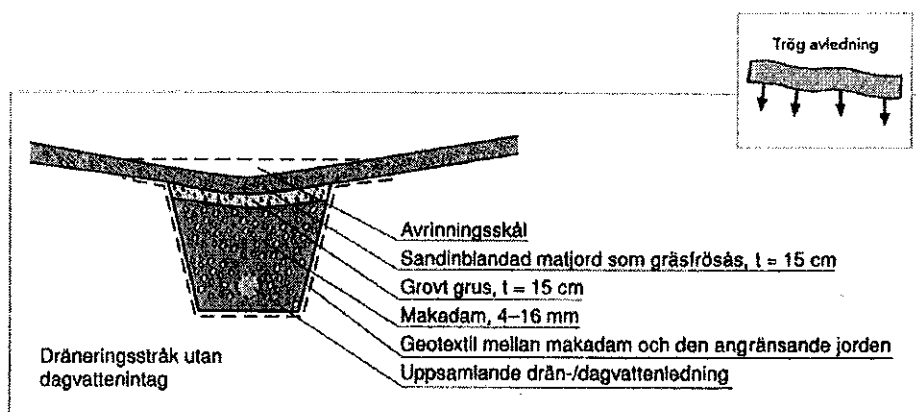 Trög avledning
Avrinningsskål
Sandinblandad matjord som gräsfrösås, t = 15 cm
Grovt grus, t = 15 cm
Makadam, 4–16 mm
Geotextil mellan makadam och den angränsande jorden
Uppsamlande drän-/dagvattenledning
Dräneringsstråk utan
dagvattenintag